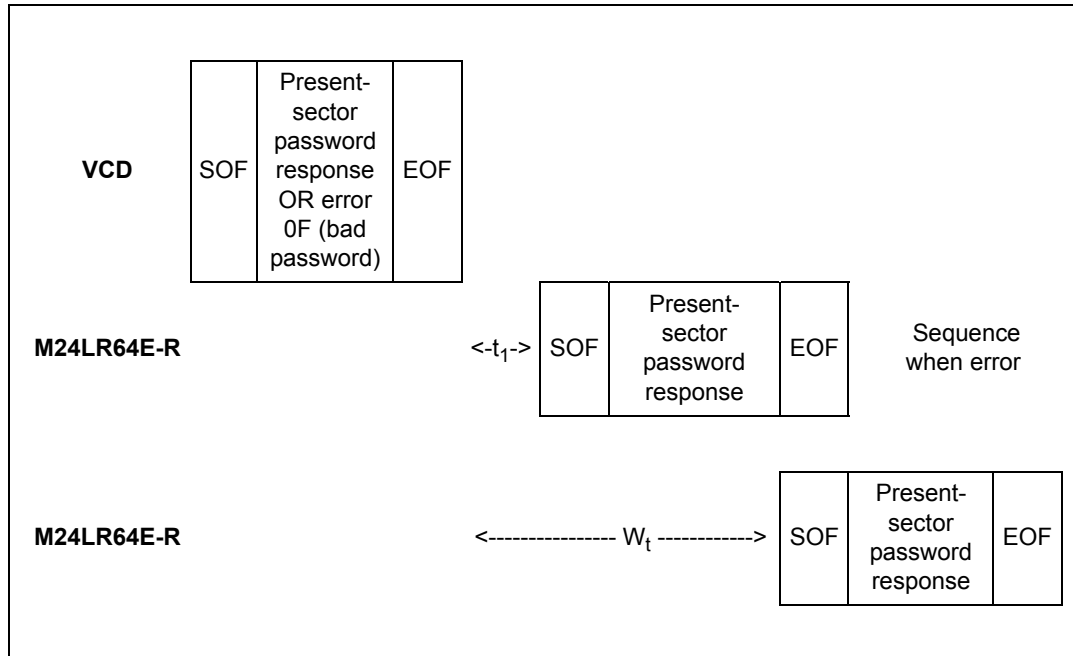 VCD
SOF
Present-
sector
password
response
OR error
0F (bad
password)
EOF
M24LR64E-R
<-t1->
SOF
Present-
sector
password
response
EOF
Sequence
when error
M24LR64E-R
<---------------- Wt ------------>
SOF
Present-
sector
password
response
EOF